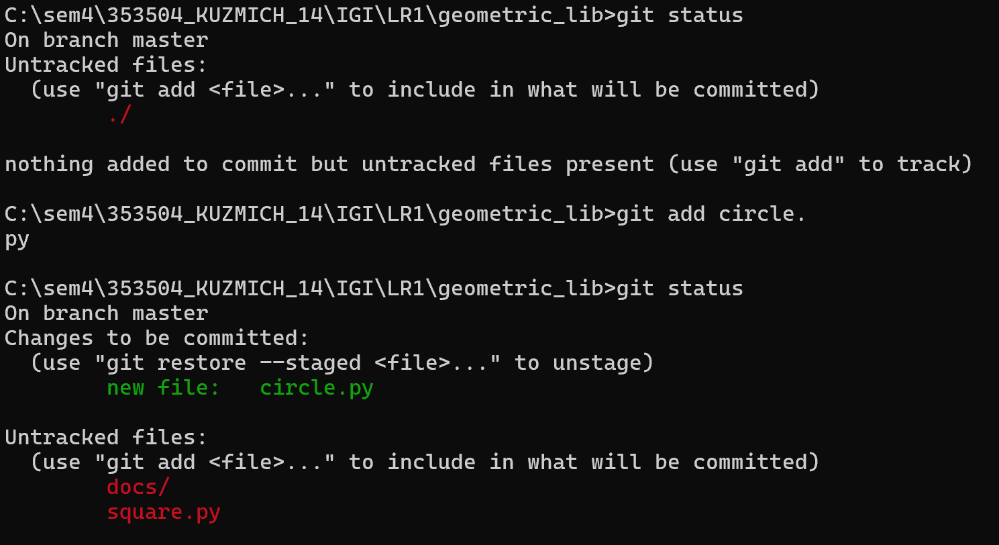 C:\sem4\353504_KUZMICH_14\IGI\LR1\geometric_lib>git status
On branch master
Untracked files:
  (use "git add <file>..." to include in what will be committed)
        ./

nothing added to commit but untracked files present (use "git add" to track)

C:\sem4\353504_KUZMICH_14\IGI\LR1\geometric_lib>git add circle.
py

C:\sem4\353504_KUZMICH_14\IGI\LR1\geometric_lib>git status
On branch master
Changes to be committed:
  (use "git restore --staged <file>..." to unstage)
        new file:   circle.py

Untracked files:
  (use "git add <file>..." to include in what will be committed)
        docs/
        square.py